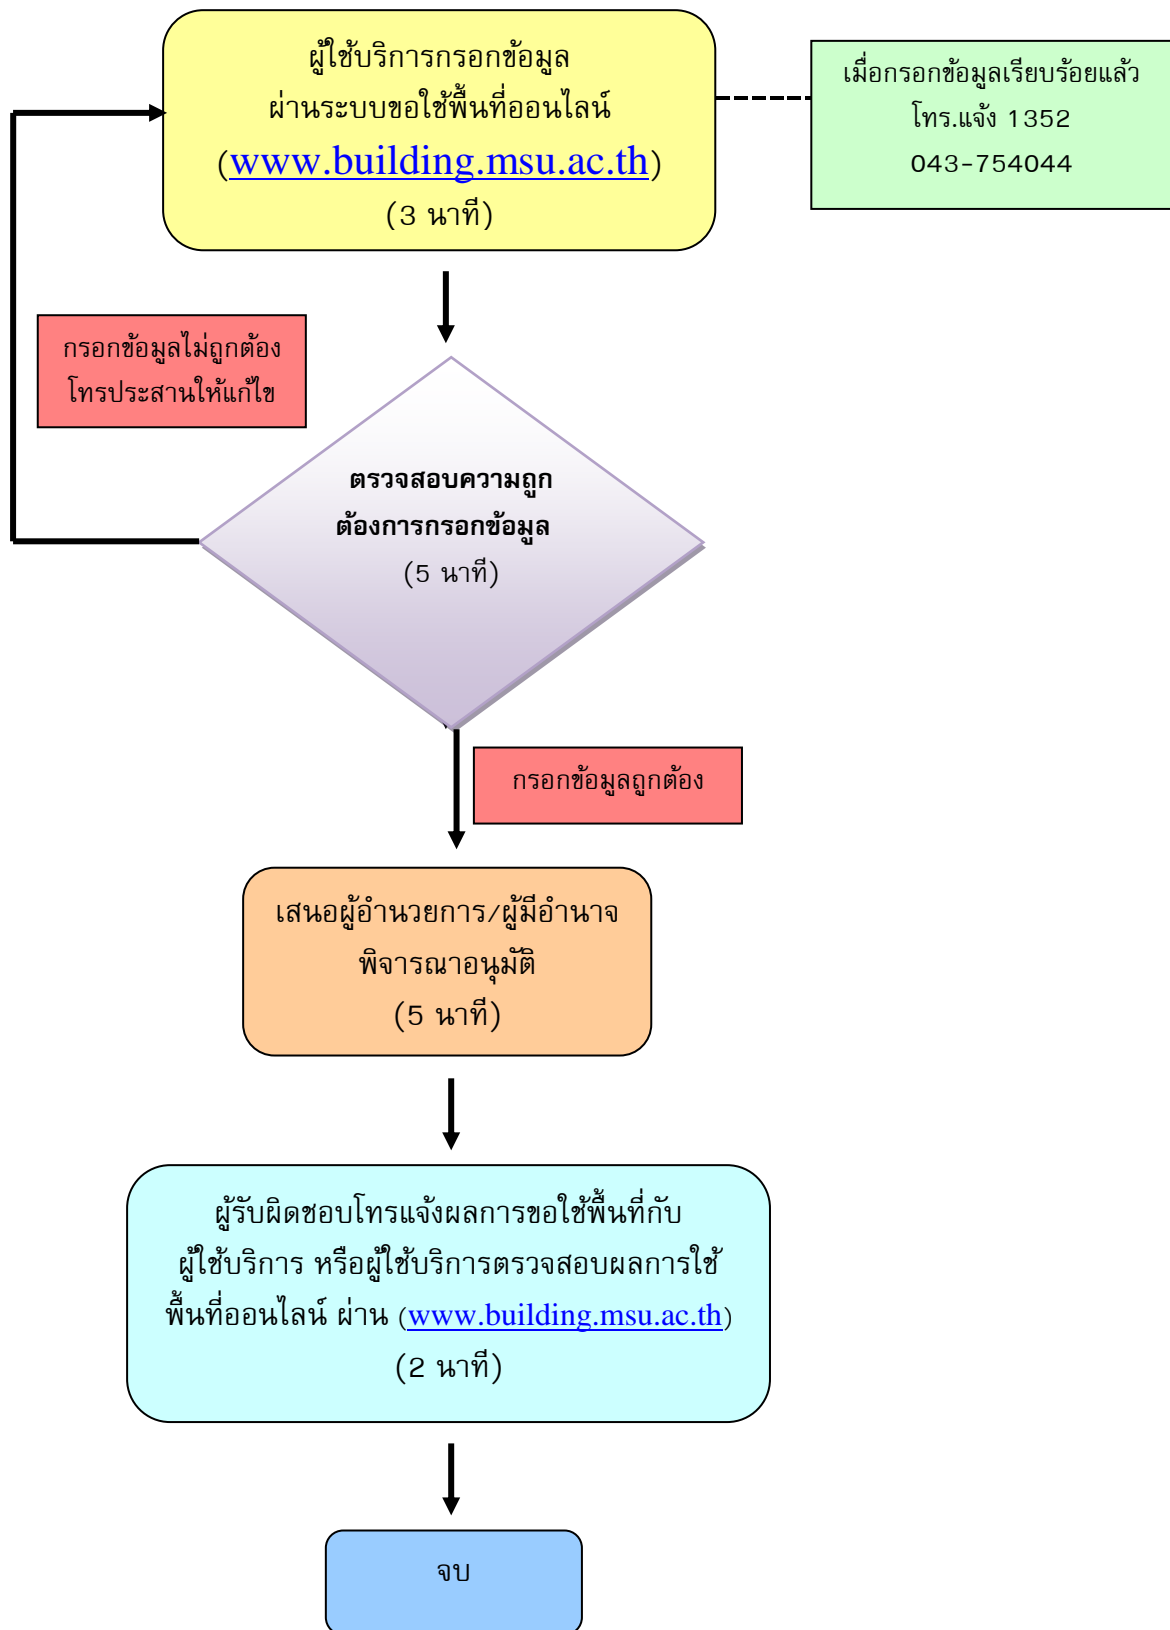 ผู้ใช้บริการกรอกข้อมูล
ผ่านระบบขอใช้พื้นที่ออนไลน์
(www.building.msu.ac.th)
(3 นาที)
เมื่อกรอกข้อมูลเรียบร้อยแล้ว
โทร.แจ้ง 1352
043-754044
กรอกข้อมูลไม่ถูกต้อง
โทรประสานให้แก้ไข
ตรวจสอบความถูก
ต้องการกรอกข้อมูล
(5 นาที)
กรอกข้อมูลถูกต้อง
เสนอผู้อำนวยการ/ผู้มีอำนาจ
พิจารณาอนุมัติ
(5 นาที)
ผู้รับผิดชอบโทรแจ้งผลการขอใช้พื้นที่กับ
ผู้ใช้บริการ หรือผู้ใช้บริการตรวจสอบผลการใช้
พื้นที่ออนไลน์ ผ่าน (www.building.msu.ac.th)
(2 นาที)
จบ